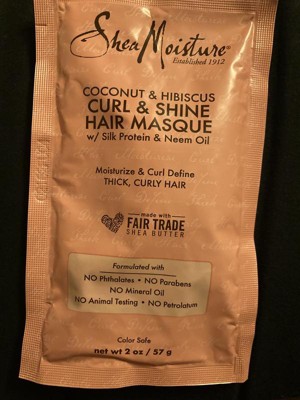 SheaMoisture®
Established 1912
COCONUT & HIBISCUS
CURL & SHINE
HAIR MASQUE
w/ Silk Protein & Neem Oil
Moisturize & Curl Define
THICK, CURLY HAIR
made with
FAIR TRADE
SHEA BUTTER
Formulated with
NO Phthalates • NO Parabens
NO Mineral Oil
NO Animal Testing • NO Petrolatum
Color Safe
net wt 2 oz / 57 g